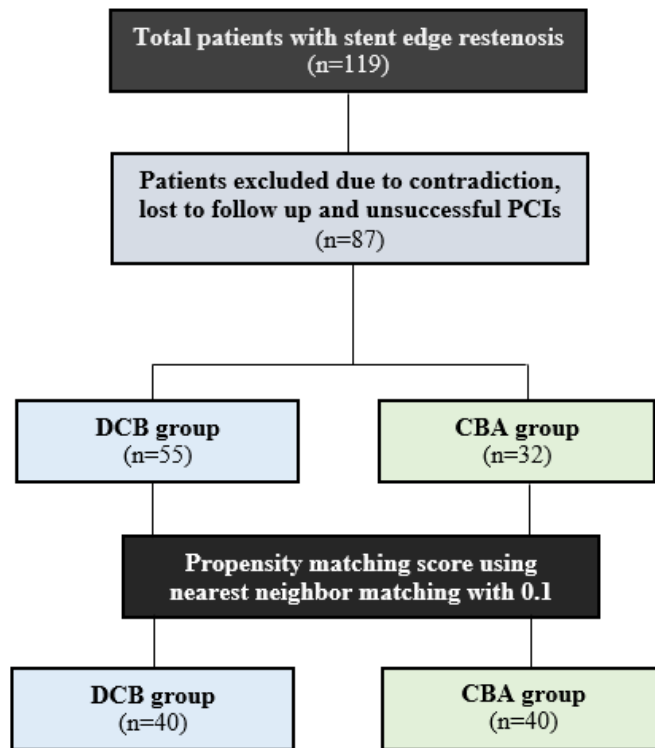 Total patients with stent edge restenosis
(n=119)
Patients excluded due to contradiction,
lost to follow up and unsuccessful PCIs
(n=87)
DCB group
(n=55)
CBA group
(n=32)
Propensity matching score using
nearest neighbor matching with 0.1
DCB group
(n=40)
CBA group
(n=40)